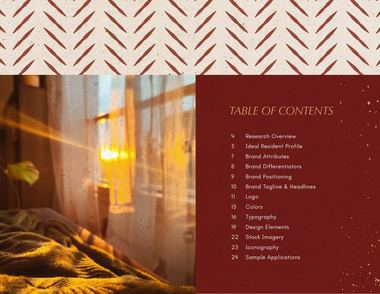 TABLE OF CONTENTS
4 Research Overview
5 Ideal Resident Profile
7 Brand Attributes
8 Brand Differentiators
9 Brand Positioning
10 Brand Tagline & Headlines
11 Logo
15 Colors
16 Typography
19 Design Elements
22 Stock Imagery
23 Iconography
24 Sample Applications